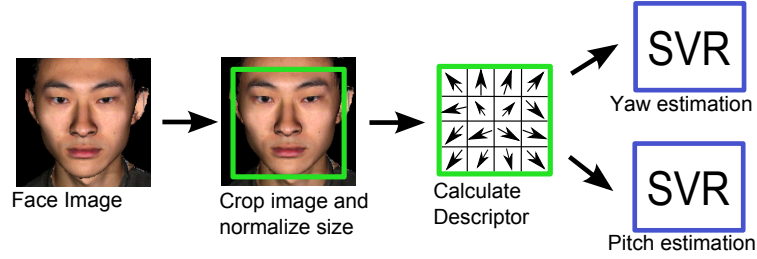 Face Image
Crop image and
normalize size
Calculate
Descriptor
SVR
Yaw estimation
SVR
Pitch estimation